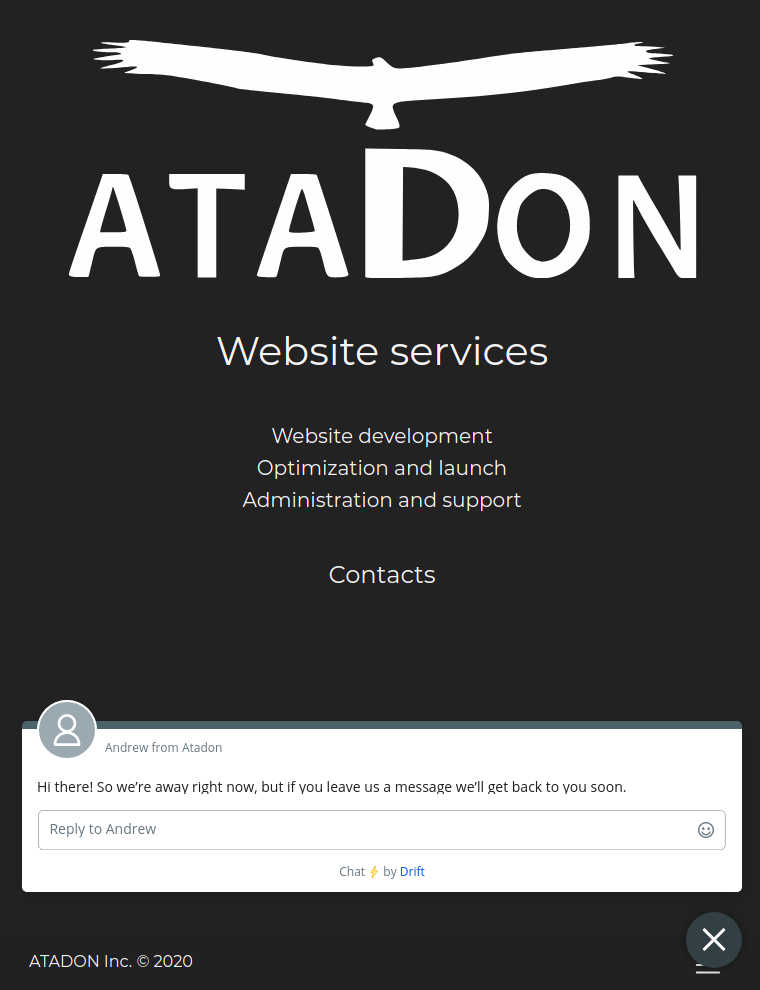 ATADON
Website services
Website development
Optimization and launch
Administration and support
Contacts
Andrew from Atadon
Hi there! So we’re away right now, but if you leave us a message we’ll get back to you soon.
Reply to Andrew
Chat⚡by Drift
ATADON Inc. © 2020